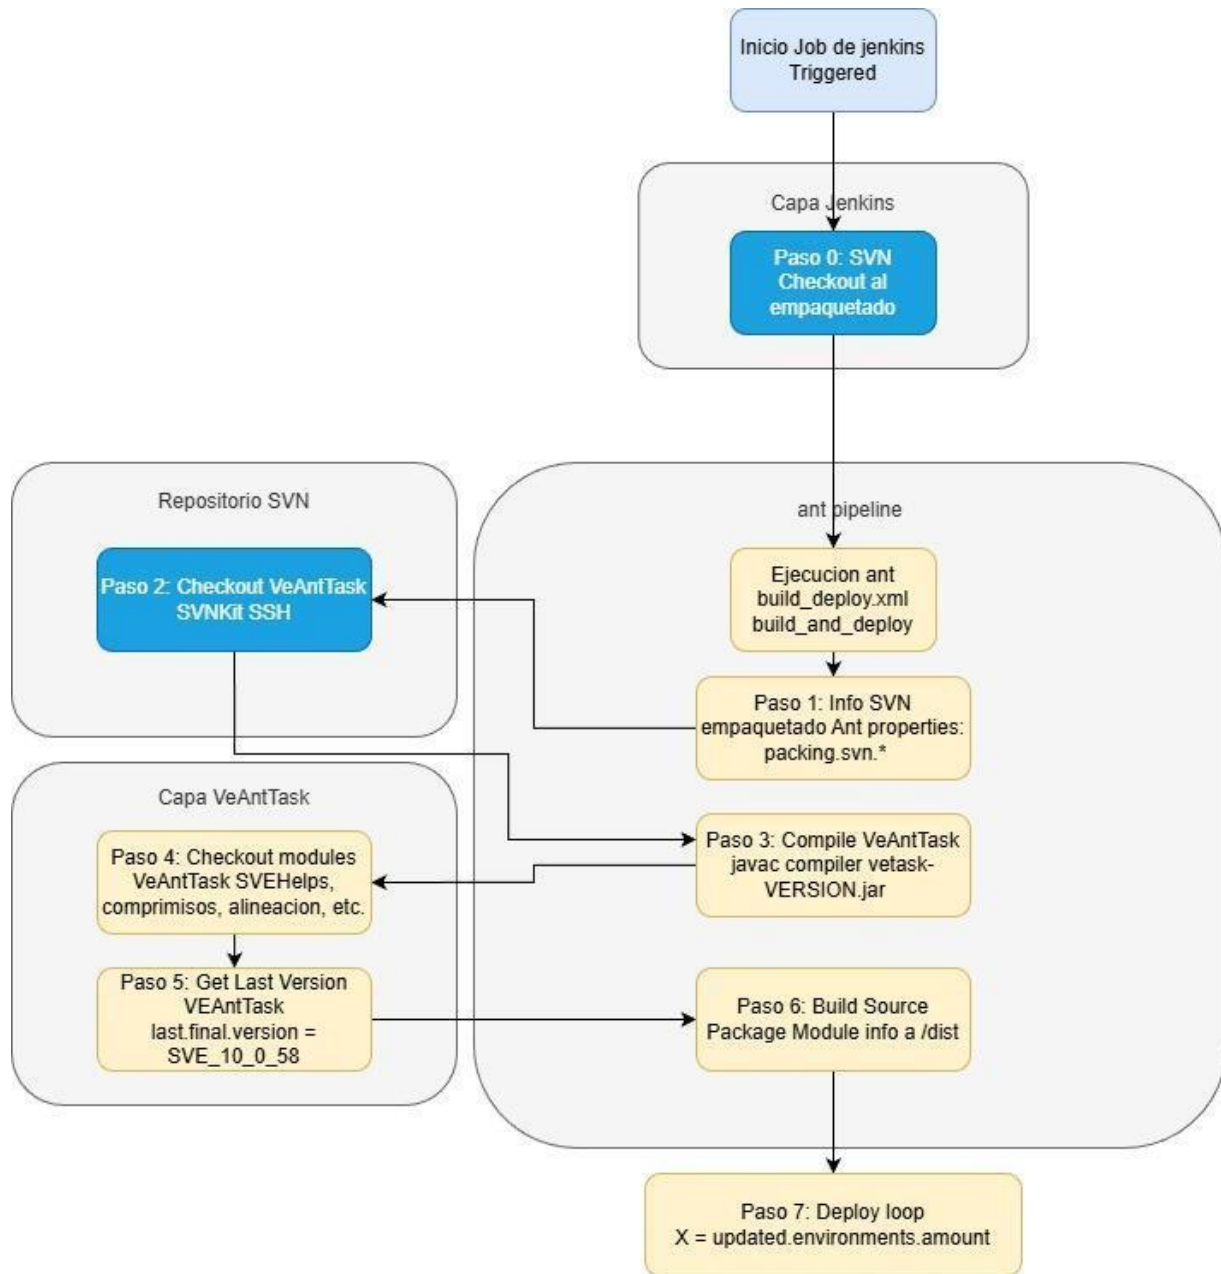 Inicio Job de jenkins
Triggered
Capa Jenkins
Paso 0: SVN
Checkout al
empaquetado
Repositorio SVN
Paso 2: Checkout VeAntTask
SVNKit SSH
ant pipeline
Ejecucion ant
build_deploy.xml
build_and_deploy
Paso 1: Info SVN
empaquetado Ant properties:
packing.svn.*
Capa VeAntTask
Paso 4: Checkout modules
VeAntTask SVEHelps,
comprimisos, alineacion, etc.
Paso 3: Compile VeAntTask
javac compiler vetask-
VERSION.jar
Paso 5: Get Last Version
VEAntTask
last.final.version =
SVE_10_0_58
Paso 6: Build Source
Package Module info a /dist
Paso 7: Deploy loop
X = updated.environments.amount